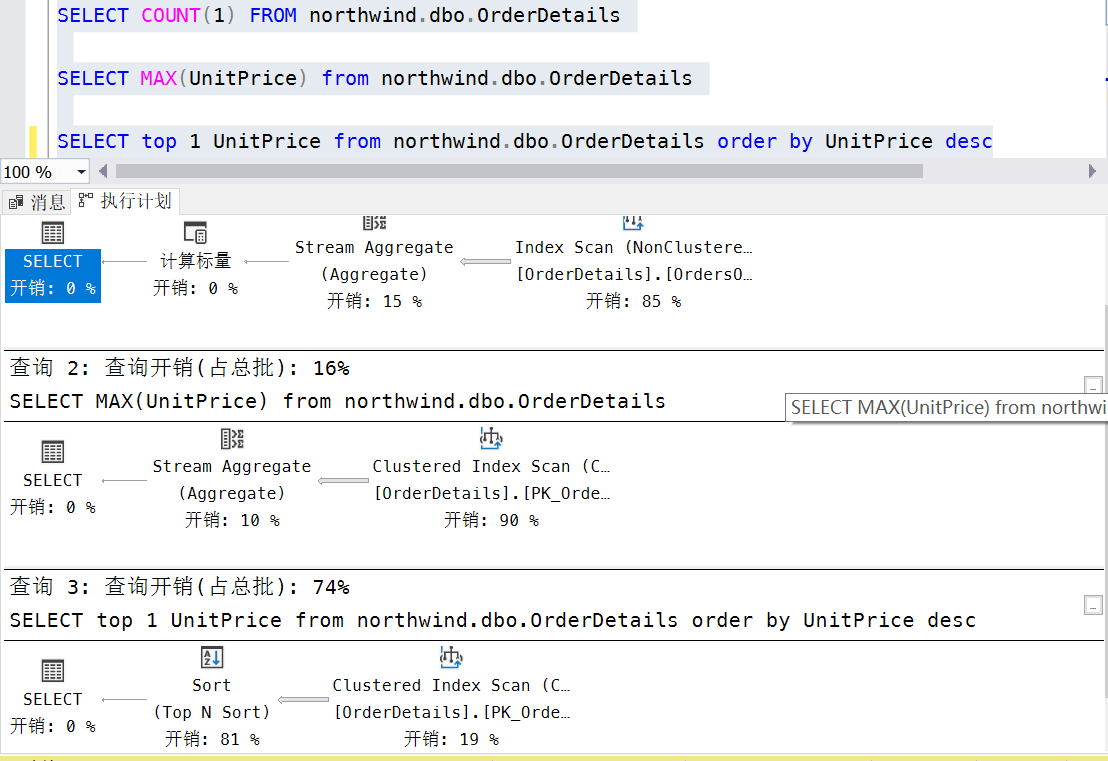 SELECT COUNT(1) FROM northwind.dbo.OrderDetails
SELECT MAX(UnitPrice) from northwind.dbo.OrderDetails
SELECT top 1 UnitPrice from northwind.dbo.OrderDetails order by UnitPrice desc
100 %
消息 执行计划
SELECT
开销: 0 %
计算标量
开销: 0 %
Stream Aggregate
(Aggregate)
开销: 15 %
Index Scan (NonClustere…
[OrderDetails].[OrdersO…
开销: 85 %
查询 2: 查询开销(占总批): 16%
SELECT MAX(UnitPrice) from northwind.dbo.OrderDetails
SELECT MAX(UnitPrice) from northwi
SELECT
开销: 0 %
Stream Aggregate
(Aggregate)
开销: 10 %
Clustered Index Scan (C…
[OrderDetails].[PK_Orde…
开销: 90 %
查询 3: 查询开销(占总批): 74%
SELECT top 1 UnitPrice from northwind.dbo.OrderDetails order by UnitPrice desc
SELECT
开销: 0 %
Sort
(Top N Sort)
开销: 81 %
Clustered Index Scan (C…
[OrderDetails].[PK_Orde…
开销: 19 %